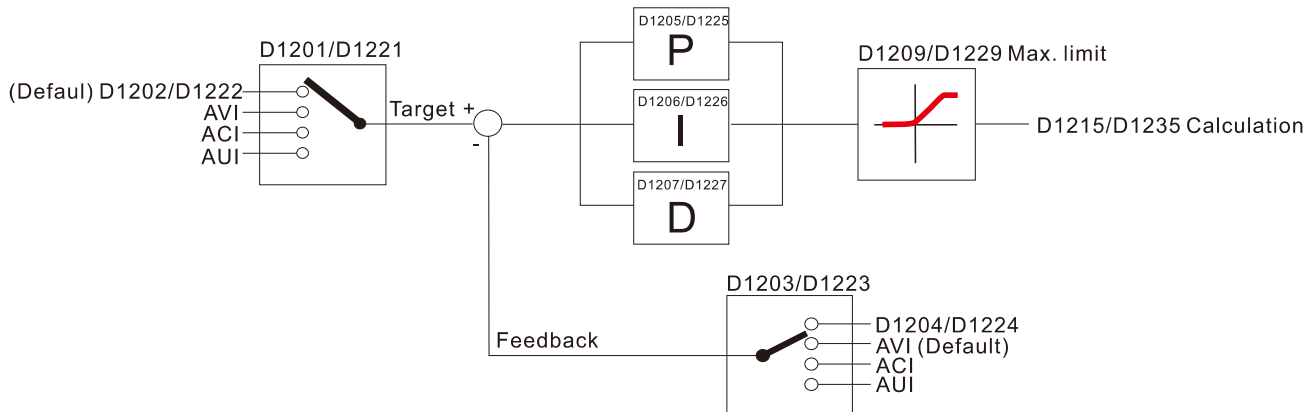 D1201/D1221
(Defaul) D1202/D1222
AVI
ACI
AUI
Target +
-
D1205/D1225
P
D1206/D1226
I
D1207/D1227
D
D1209/D1229 Max. limit
D1215/D1235 Calculation
Feedback
D1203/D1223
D1204/D1224
AVI (Default)
ACI
AUI